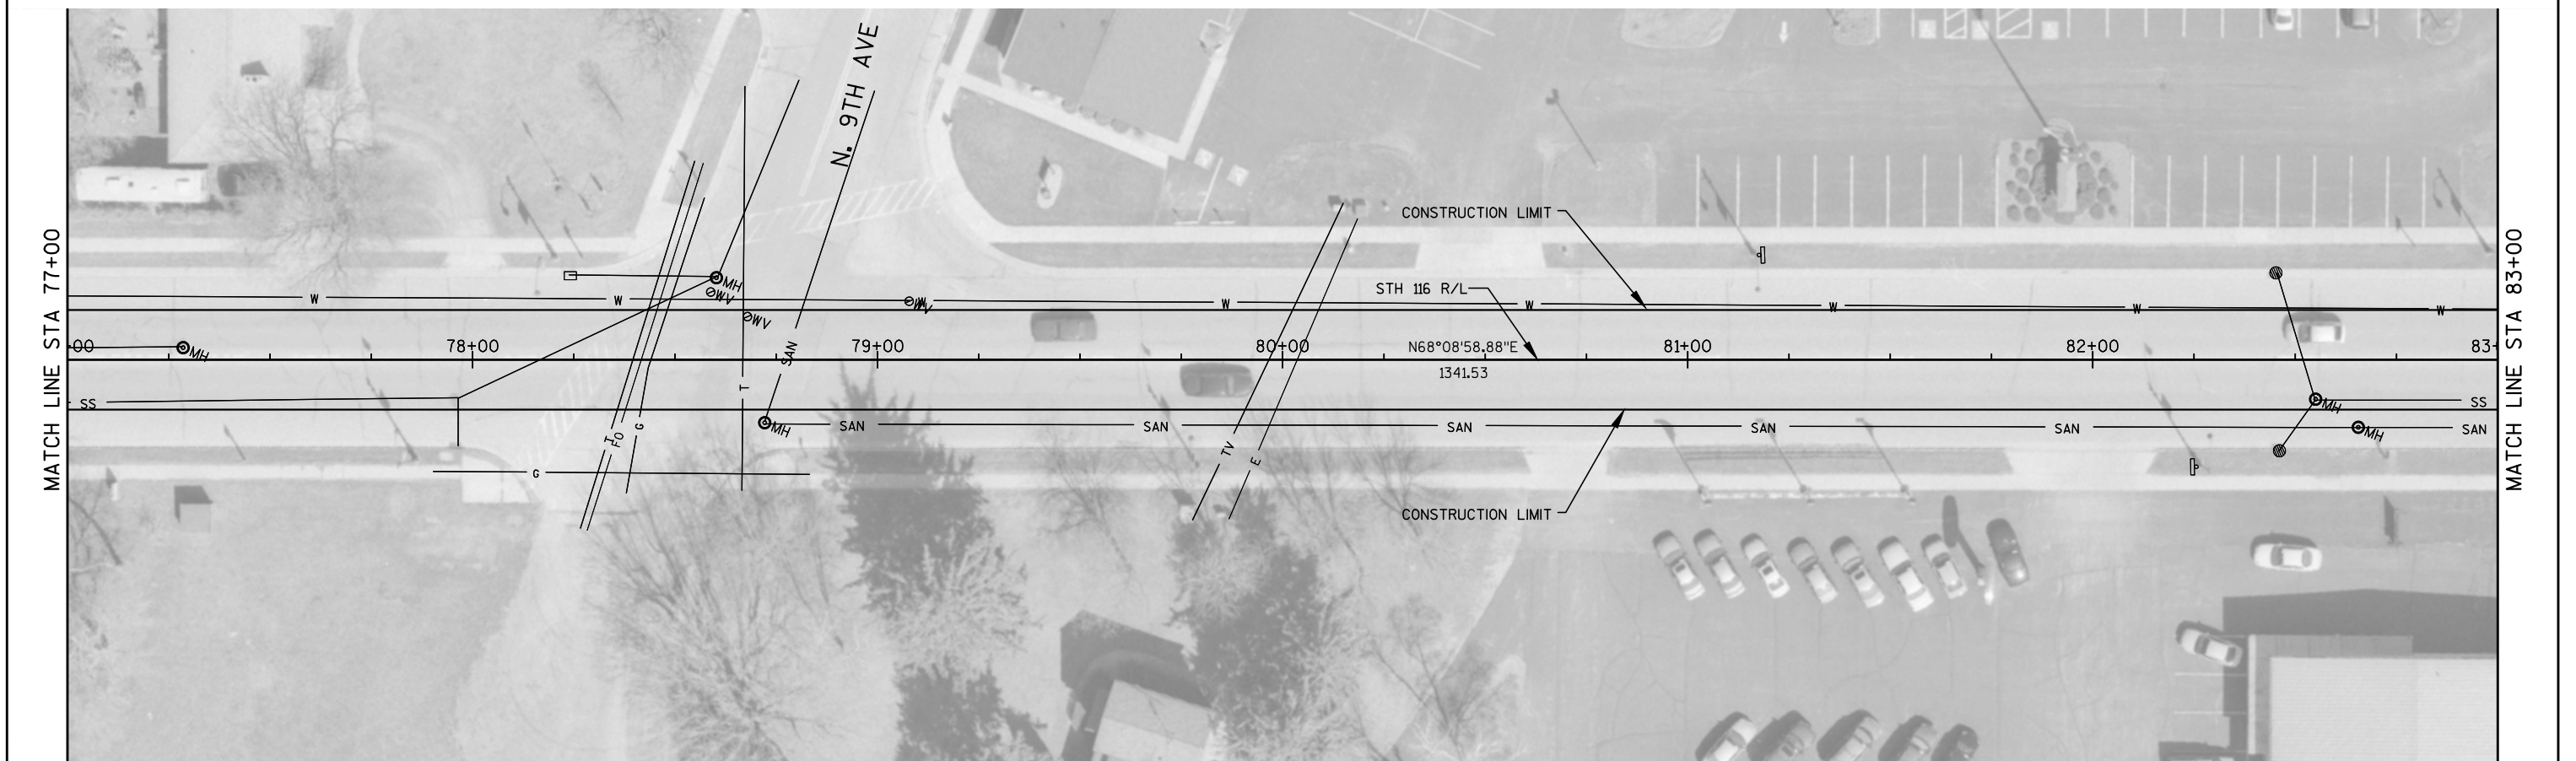 N. 9TH AVE
CONSTRUCTION LIMIT
STH 116 R/L
MH
WV
WV
WV
W
W
W
W
W
W
W
W
W
MATCH LINE STA 77+00
00
MH
78+00
79+00
80+00
N68°08'58.88"E
1341.53
81+00
82+00
83+
MATCH LINE STA 83+00
SAN
T
SS
MH
SS
MH
SAN
SAN
SAN
SAN
SAN
MH
SAN
T
FO
G
G
TV
E
CONSTRUCTION LIMIT